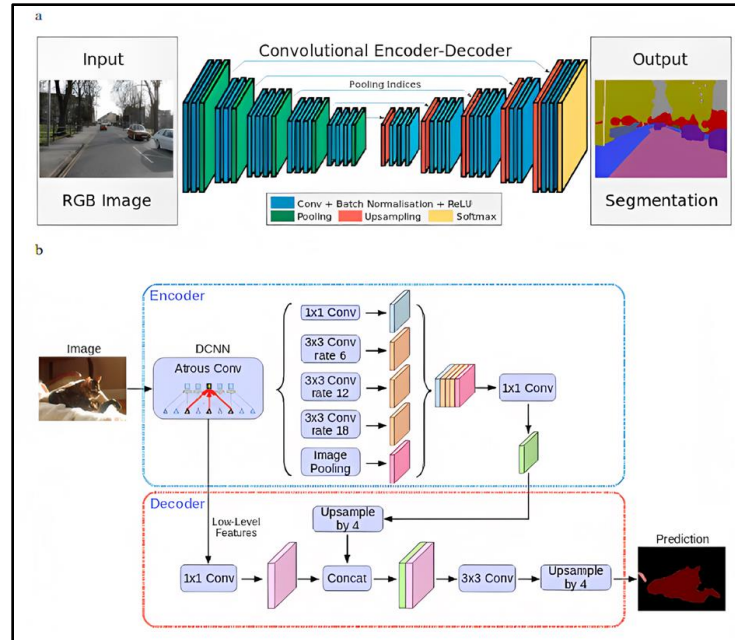 a
Input
RGB Image
Convolutional Encoder-Decoder
Pooling Indices
Conv + Batch Normalisation + ReLU
Pooling
Upsampling
Softmax
Output
Segmentation
b
Encoder
Image
DCNN
Atrous Conv
1x1 Conv
3x3 Conv
rate 6
3x3 Conv
rate 12
3x3 Conv
rate 18
Image
Pooling
1x1 Conv
Decoder
Low-Level
Features
Upsample
by 4
1x1 Conv
Concat
3x3 Conv
Upsample
by 4
Prediction